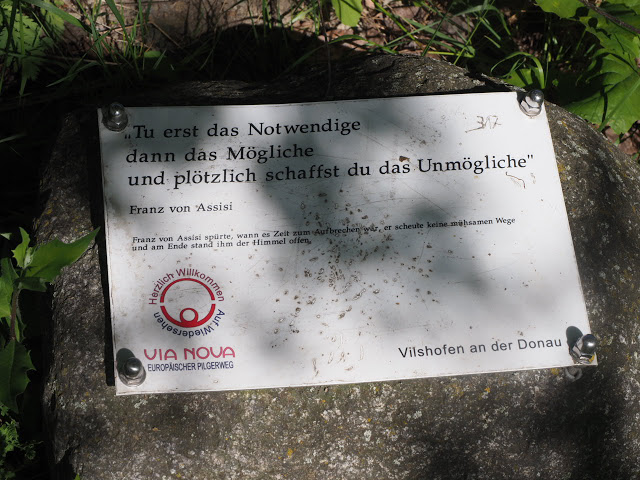 „Tu erst das Notwendige
dann das Mögliche
und plötzlich schaffst du das Unmögliche"
Franz von Assisi
Franz von Assisi spürte, wann es Zeit zum Aufbrechen war, er scheute keine mühsamen Wege
und am Ende stand ihm der Himmel offen.
Herzlich Willkommen
Auf Wiedersehen
VIA NOVA
EUROPÄISCHER PILGERWEG
Vilshofen an der Donau